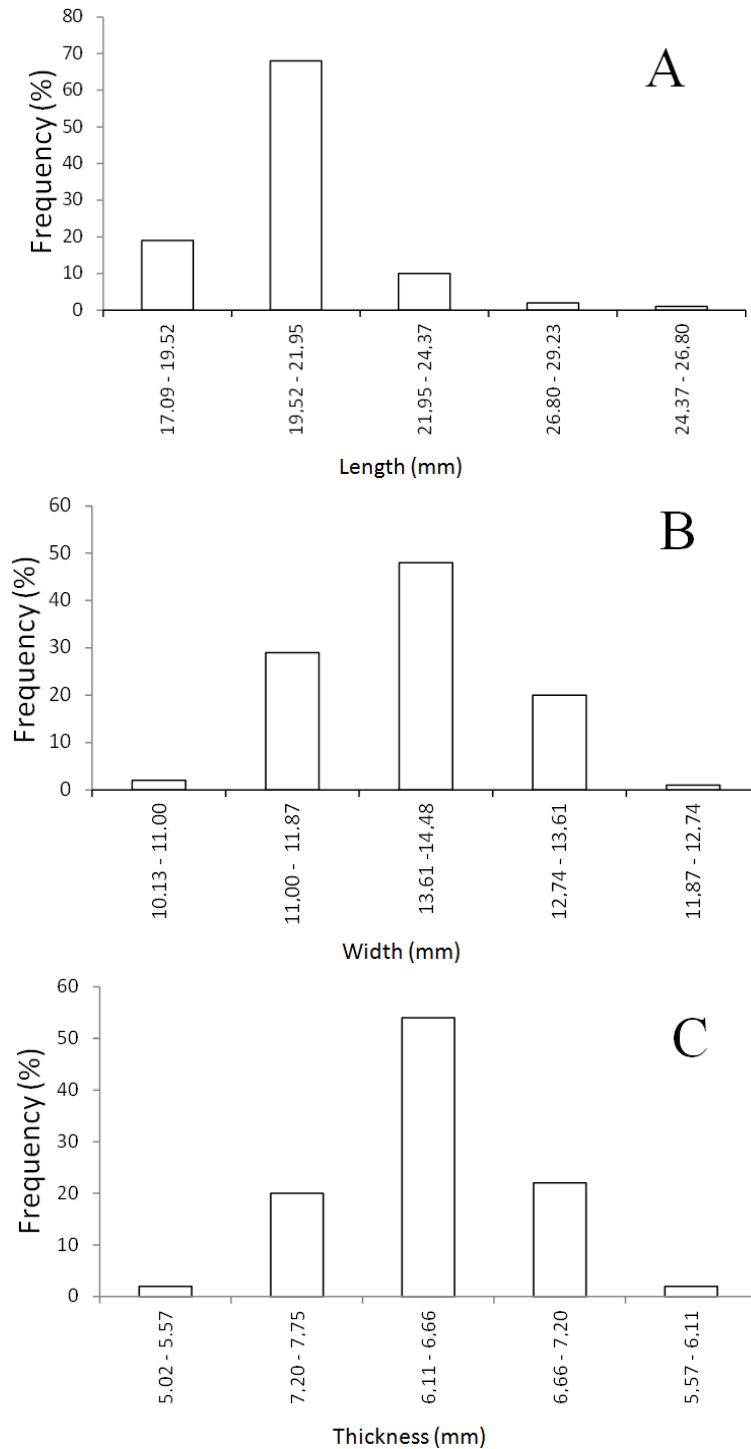 A
Frequency (%)
80
70
60
50
40
30
20
10
0
17.09 - 19.52
19.52 - 21.95
21.95 - 24.37
26.80 - 29.23
24.37 - 26.80
Length (mm)
B
Frequency (%)
60
50
40
30
20
10
0
10.13 - 11.00
11.00 - 11.87
13.61 -14.48
12.74 - 13.61
11.87 - 12.74
Width (mm)
C
Frequency (%)
60
50
40
30
20
10
0
5.02 - 5.57
7.20 - 7.75
6.11 - 6.66
6.66 - 7.20
5.57 - 6.11
Thickness (mm)